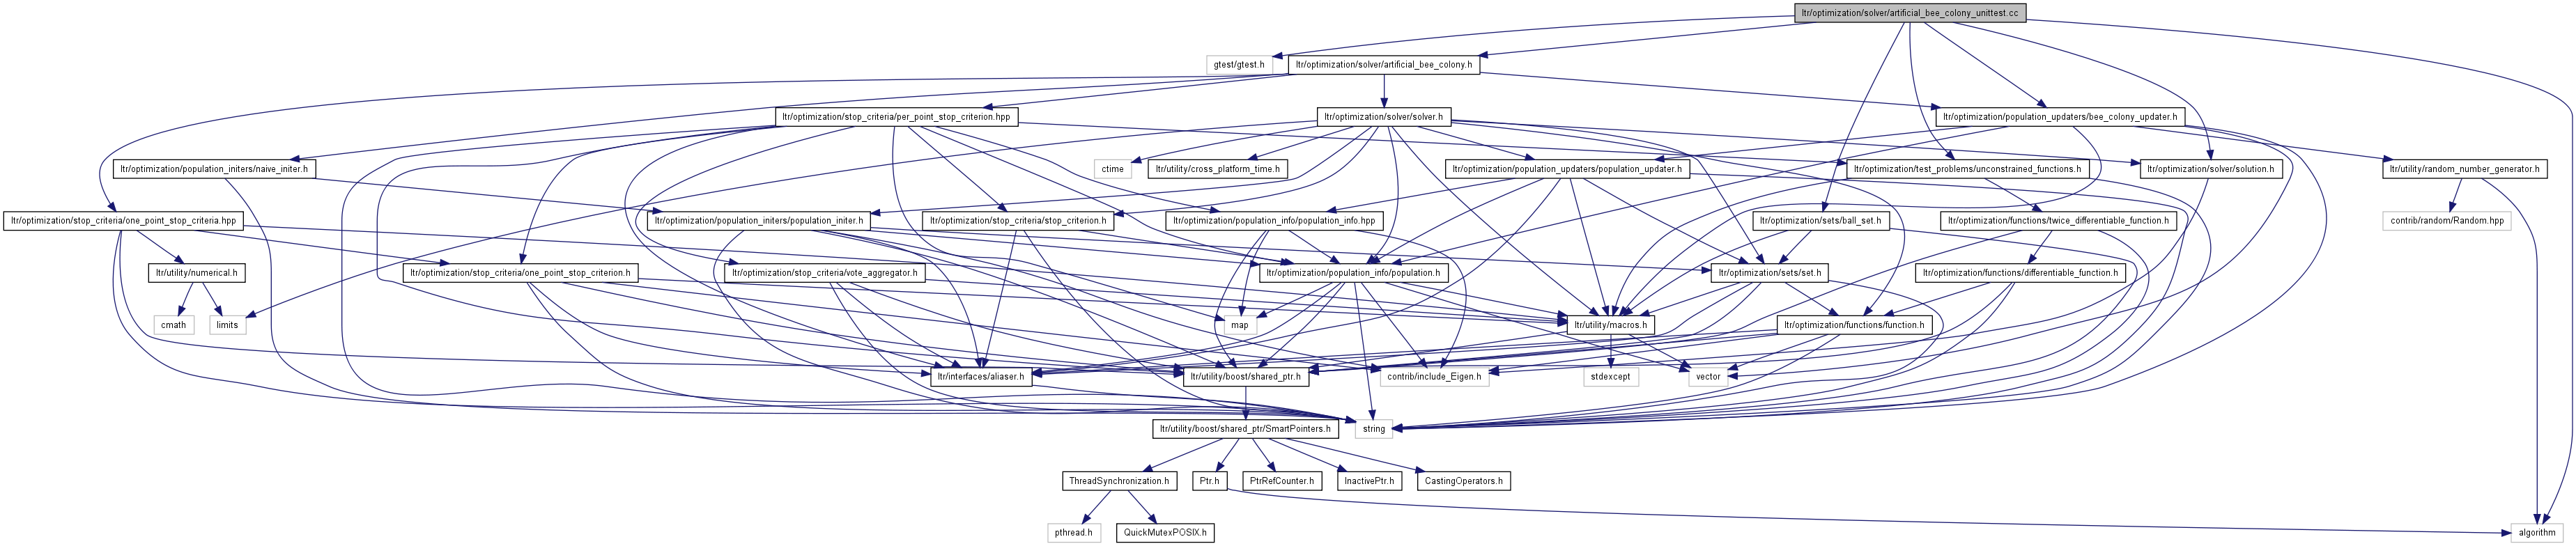 ltr/optimization/solver/artificial_bee_colony_unittest.cc
gtest/gtest.h
ltr/optimization/solver/artificial_bee_colony.h
ltr/optimization/stop_criteria/per_point_stop_criterion.hpp
ltr/optimization/solver/solver.h
ltr/optimization/population_updaters/bee_colony_updater.h
ltr/optimization/population_initers/naive_initer.h
ctime
ltr/utility/cross_platform_time.h
ltr/optimization/population_updaters/population_updater.h
ltr/optimization/test_problems/unconstrained_functions.h
ltr/optimization/solver/solution.h
ltr/utility/random_number_generator.h
ltr/optimization/stop_criteria/one_point_stop_criteria.hpp
ltr/optimization/population_initers/population_initer.h
ltr/optimization/stop_criteria/stop_criterion.h
ltr/optimization/population_info/population_info.hpp
ltr/optimization/sets/ball_set.h
ltr/optimization/functions/twice_differentiable_function.h
contrib/random/Random.hpp
ltr/utility/numerical.h
ltr/optimization/stop_criteria/one_point_stop_criterion.h
ltr/optimization/stop_criteria/vote_aggregator.h
ltr/optimization/population_info/population.h
ltr/optimization/sets/set.h
ltr/optimization/functions/differentiable_function.h
cmath
limits
map
ltr/utility/macros.h
ltr/optimization/functions/function.h
ltr/interfaces/aliaser.h
ltr/utility/boost/shared_ptr.h
contrib/include_Eigen.h
stdexcept
vector
ltr/utility/boost/shared_ptr/SmartPointers.h
string
ThreadSynchronization.h
Ptr.h
PtrRefCounter.h
InactivePtr.h
CastingOperators.h
pthread.h
QuickMutexPOSIX.h
algorithm